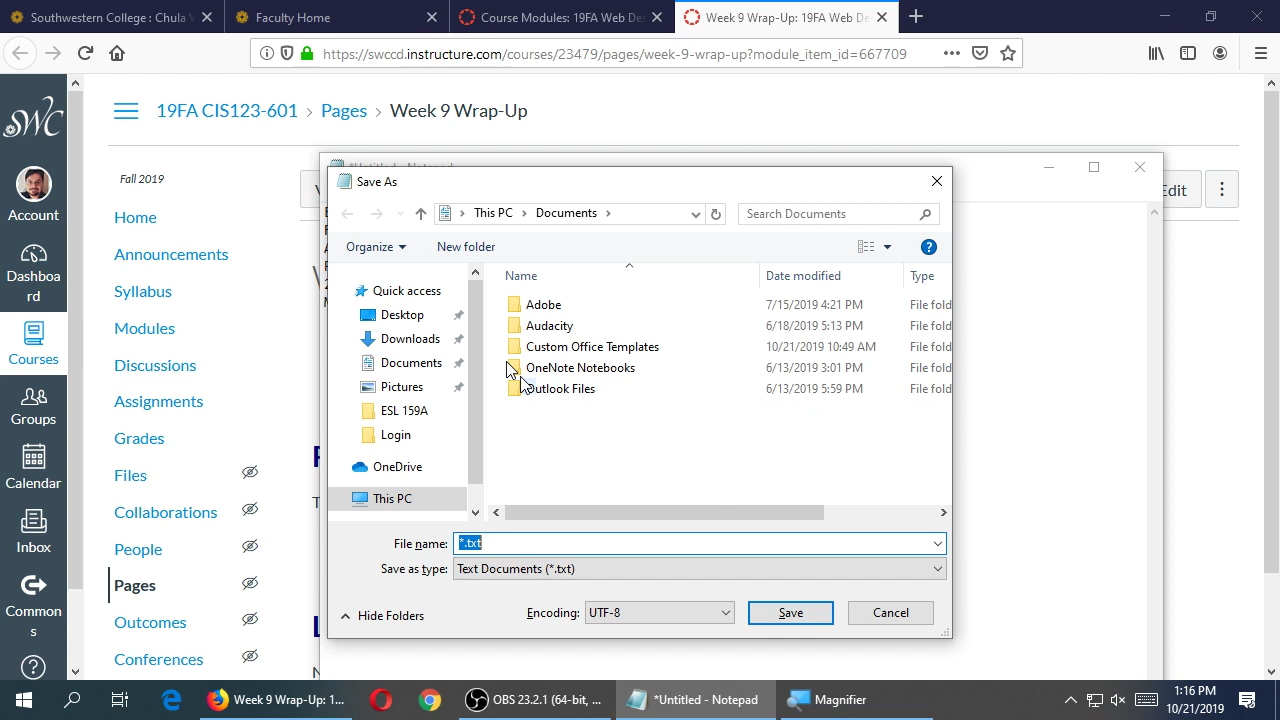 Southwestern College : Chula V
Faculty Home
Course Modules: 19FA Web De
Week 9 Wrap-Up: 19FA Web De
https://swccd.instructure.com/courses/23479/pages/week-9-wrap-up?module_item_id=667709
SWC
19FA CIS123-601 > Pages > Week 9 Wrap-Up
Account
Dashboa
rd
Courses
Groups
Calendar
Inbox
Common
s
Fall 2019
Home
Announcements
Syllabus
Modules
Discussions
Assignments
Grades
Files
Collaborations
People
Pages
Outcomes
Conferences
Edit
*Untitled - Notepad
Save As
This PC > Documents >
Search Documents
Organize
New folder
Quick access
Desktop
Downloads
Documents
Pictures
ESL 159A
Login
OneDrive
This PC
Name Date modified Type
Adobe 7/15/2019 4:21 PM File fold
Audacity 6/18/2019 5:13 PM File fold
Custom Office Templates 10/21/2019 10:49 AM File fold
OneNote Notebooks 6/13/2019 3:01 PM File fold
Outlook Files 6/13/2019 5:59 PM File fold
File name: *.txt
Save as type: Text Documents (*.txt)
Hide Folders
Encoding: UTF-8
Save
Cancel
Week 9 Wrap-Up: 1...
OBS 23.2.1 (64-bit, ...
*Untitled - Notepad
Magnifier
1:16 PM
10/21/2019